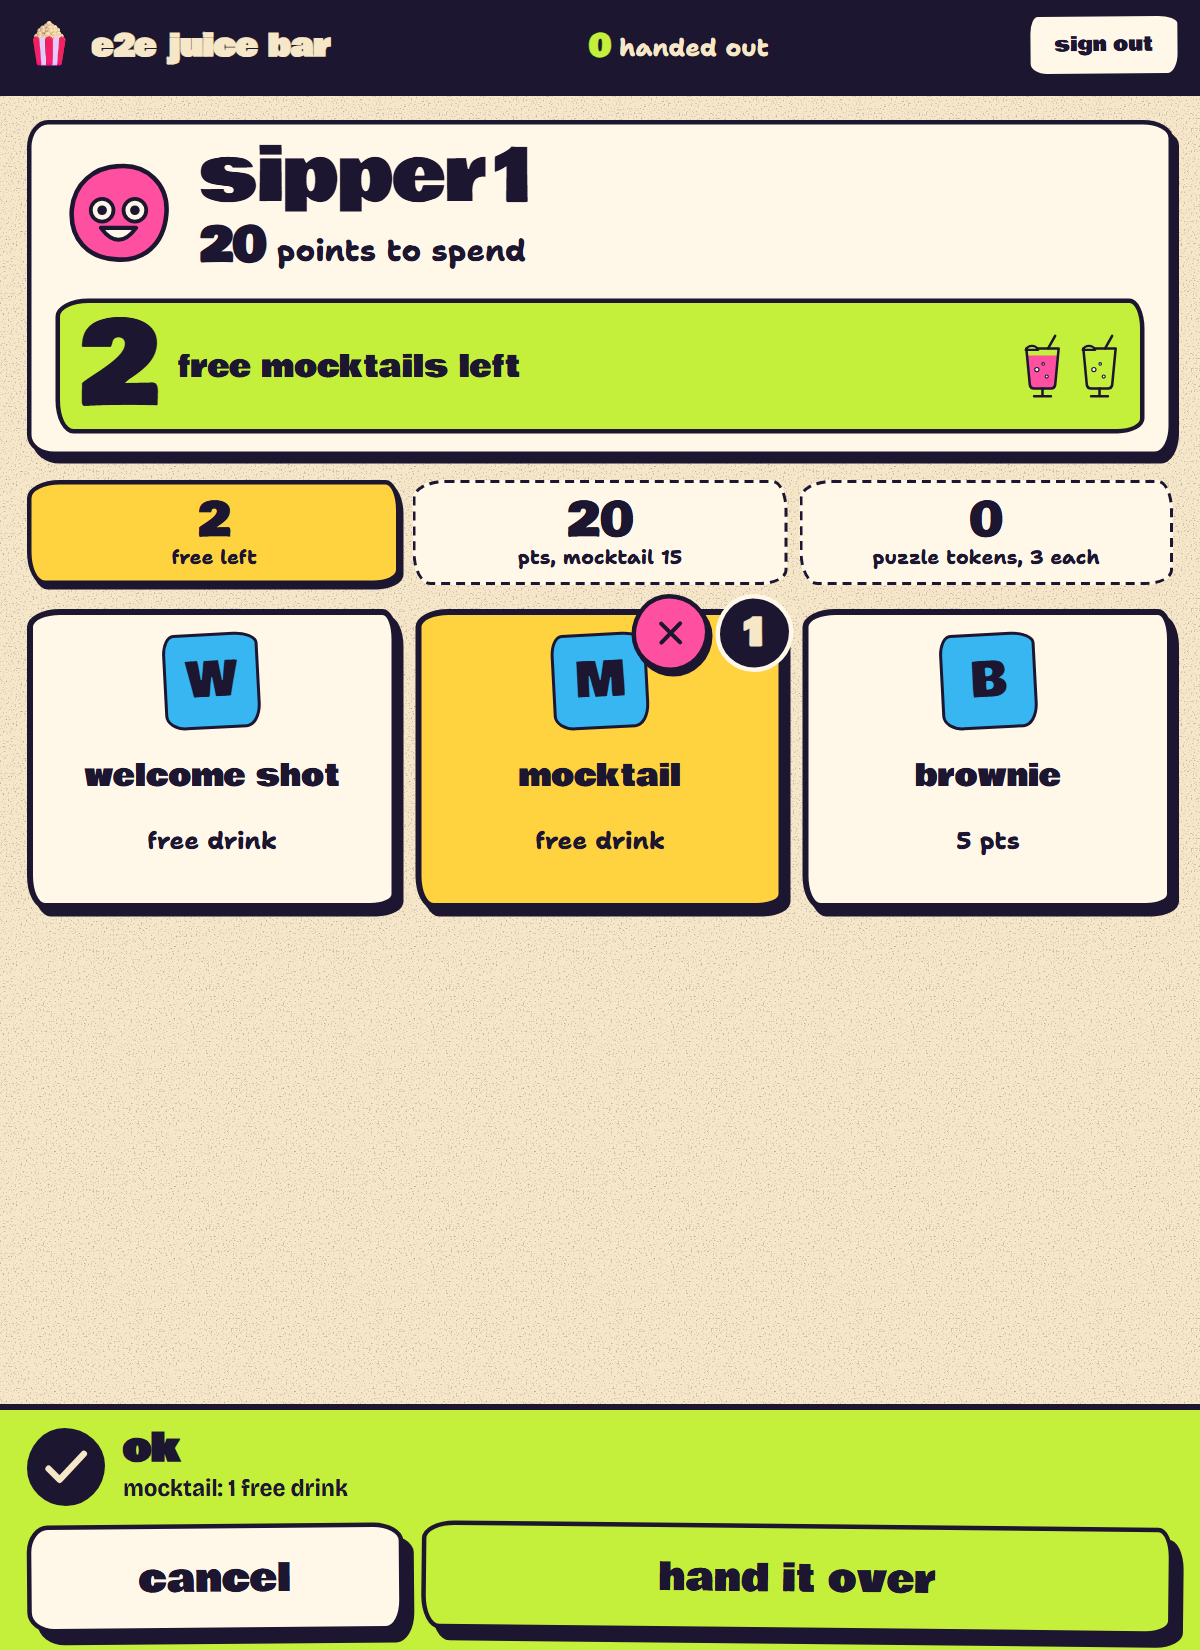 e2e juice bar
0 handed out
sign out
sipper1
20 points to spend
2 free mocktails left
2
free left
20
pts, mocktail 15
0
puzzle tokens, 3 each
W
welcome shot
free drink
M
1
mocktail
free drink
B
brownie
5 pts
ok
mocktail: 1 free drink
cancel
hand it over